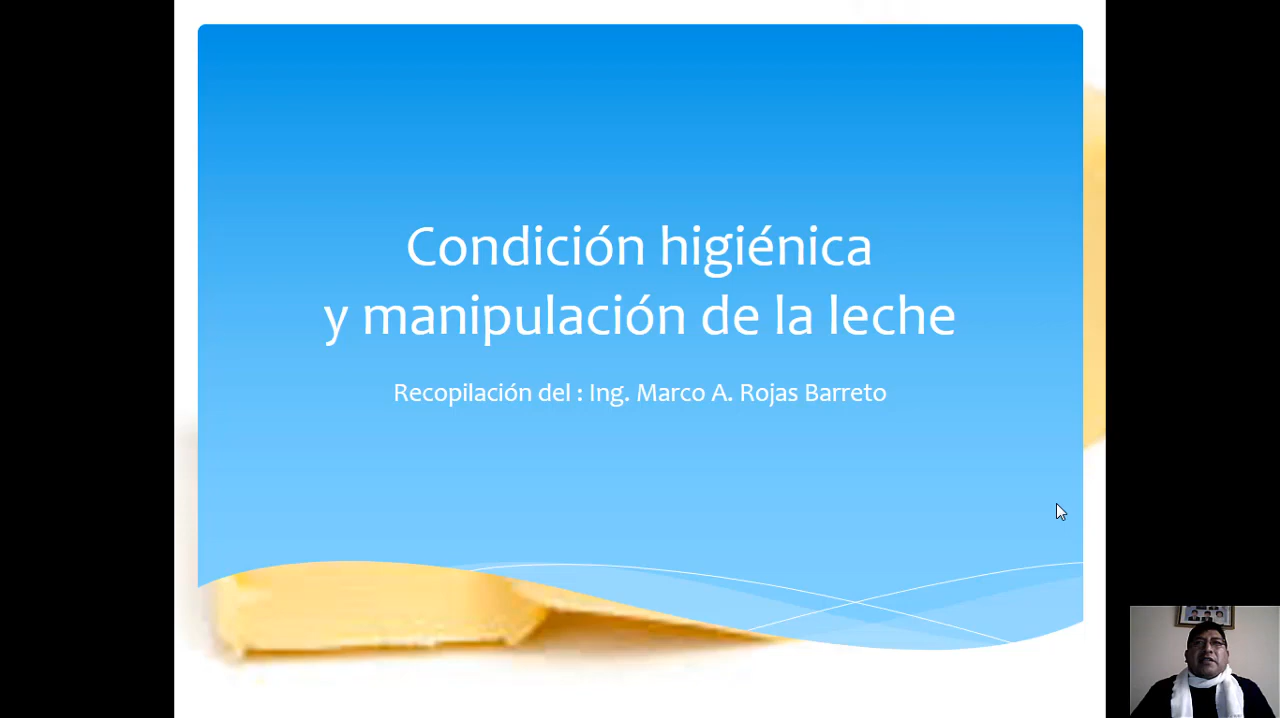 Condición higiénica
y manipulación de la leche
Recopilación del : Ing. Marco A. Rojas Barreto